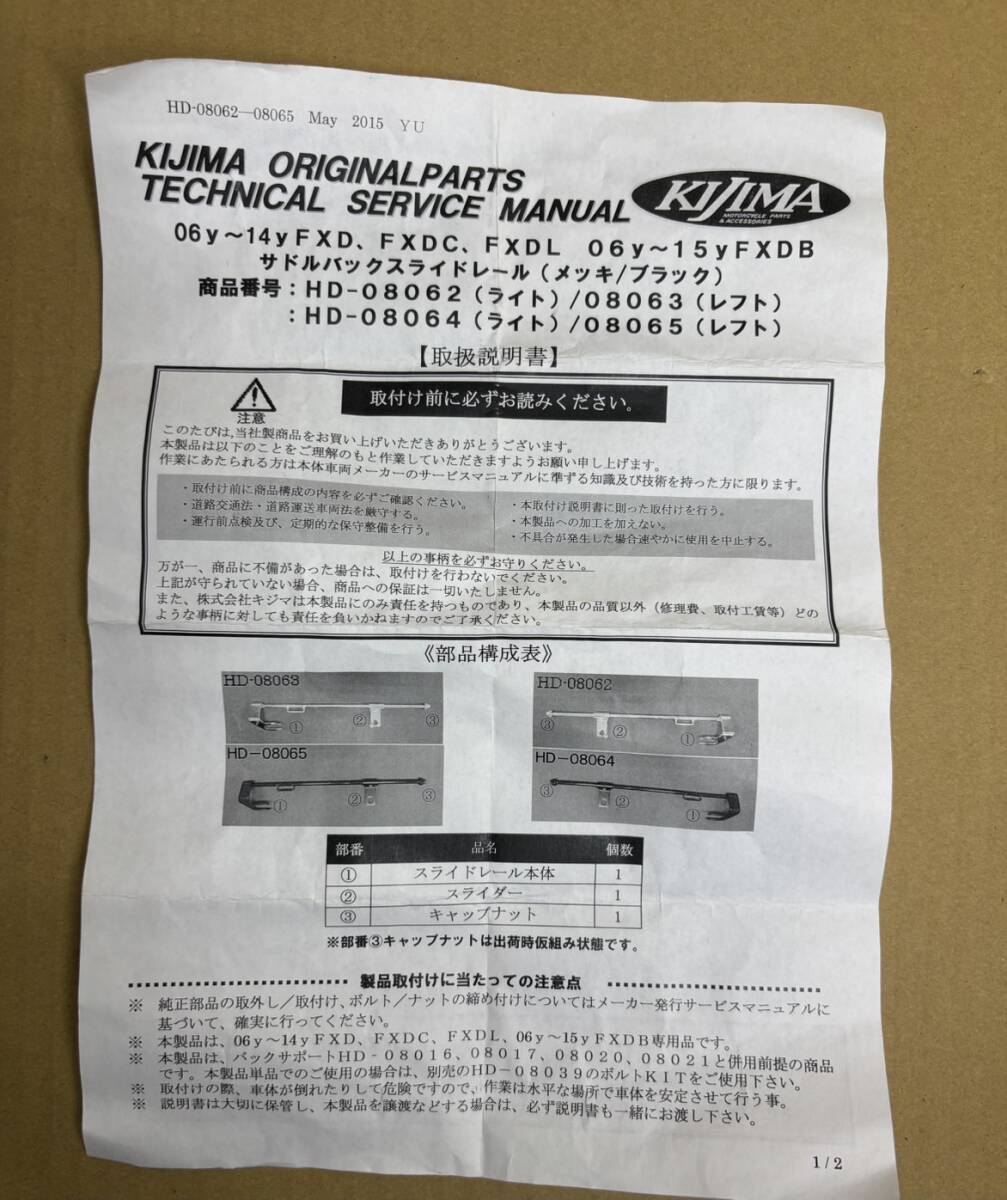 HD-08062—08065 May 2015 YU
KIJIMA ORIGINALPARTS
TECHNICAL SERVICE MANUAL
KIJIMA
MOTORCYCLE PARTS
& ACCESSORIES
06y～14yFXD、FXDC、FXDL 06y～15yFXDB
サドルバックスライドレール（メッキ/ブラック）
商品番号：HD-08062（ライト）/08063（レフト）
：HD-08064（ライト）/08065（レフト）
【取扱説明書】
注意
取付け前に必ずお読みください。
このたびは,当社製商品をお買い上げいただきありがとうございます。
本製品は以下のことをご理解のもと作業していただきますようお願い申し上げます。
作業にあたられる方は本体車両メーカーのサービスマニュアルに準ずる知識及び技術を持った方に限ります。
・取付け前に商品構成の内容を必ずご確認ください。
・道路交通法・道路運送車両法を厳守する。
・運行前点検及び、定期的な保守整備を行う。
・本取付け説明書に則った取付けを行う。
・本製品への加工を加えない。
・不具合が発生した場合速やかに使用を中止する。
以上の事柄を必ずお守りください。
万が一、商品に不備があった場合は、取付けを行わないでください。
上記が守られていない場合、商品への保証は一切いたしません。
また、株式会社キジマは本製品にのみ責任を持つものであり、本製品の品質以外（修理費、取付工賃等）どの
ような事柄に対しても責任を負いかねますのでご了承ください。
《部品構成表》
HD-08063
① ② ③
HD-08062
③ ② ①
HD－08065
① ② ③
HD－08064
③ ② ①
部番 品名 個数
① スライドレール本体 1
② スライダー 1
③ キャップナット 1
※部番③キャップナットは出荷時仮組み状態です。
製品取付けに当たっての注意点
※ 純正部品の取外し／取付け、ボルト／ナットの締め付けについてはメーカー発行サービスマニュアルに
基づいて、確実に行ってください。
※ 本製品は、06y～14yFXD、FXDC、FXDL、06y～15yFXDB専用品です。
※ 本製品は、バックサポートHD‐08016、08017、08020、08021と併用前提の商品
です。本製品単品でのご使用の場合は、別売のHD－08039のボルトKITをご使用下さい。
※ 取付けの際、車体が倒れたりして危険ですので、作業は水平な場所で車体を安定させて行う事。
※ 説明書は大切に保管し、本製品を譲渡などする場合は、必ず説明書も一緒にお渡し下さい。
1/2